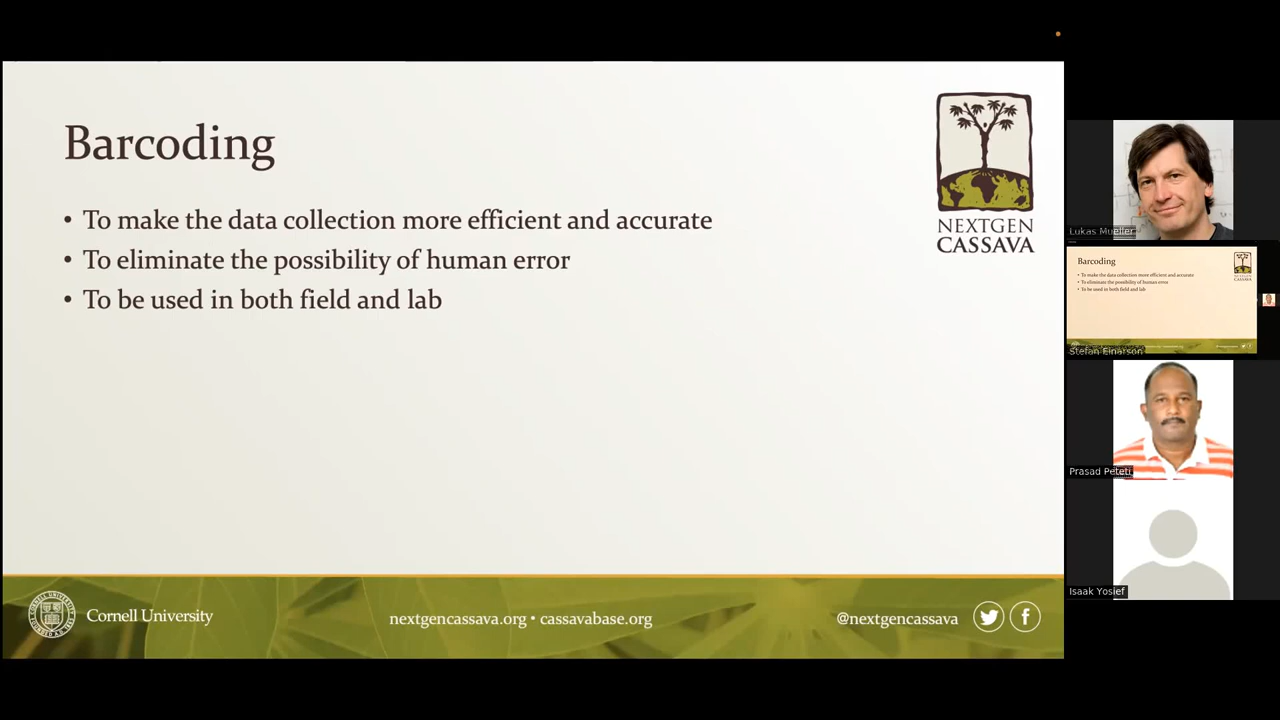 Barcoding
• To make the data collection more efficient and accurate
• To eliminate the possibility of human error
• To be used in both field and lab
NEXTGEN
CASSAVA
Cornell University
nextgencassava.org • cassavabase.org
@nextgencassava
Lukas Mueller
Barcoding
• To make the data collection more efficient and accurate
• To eliminate the possibility of human error
• To be used in both field and lab
NEXTGEN
CASSAVA
Stefan Einarson
Prasad Peteti
Isaak Yosief